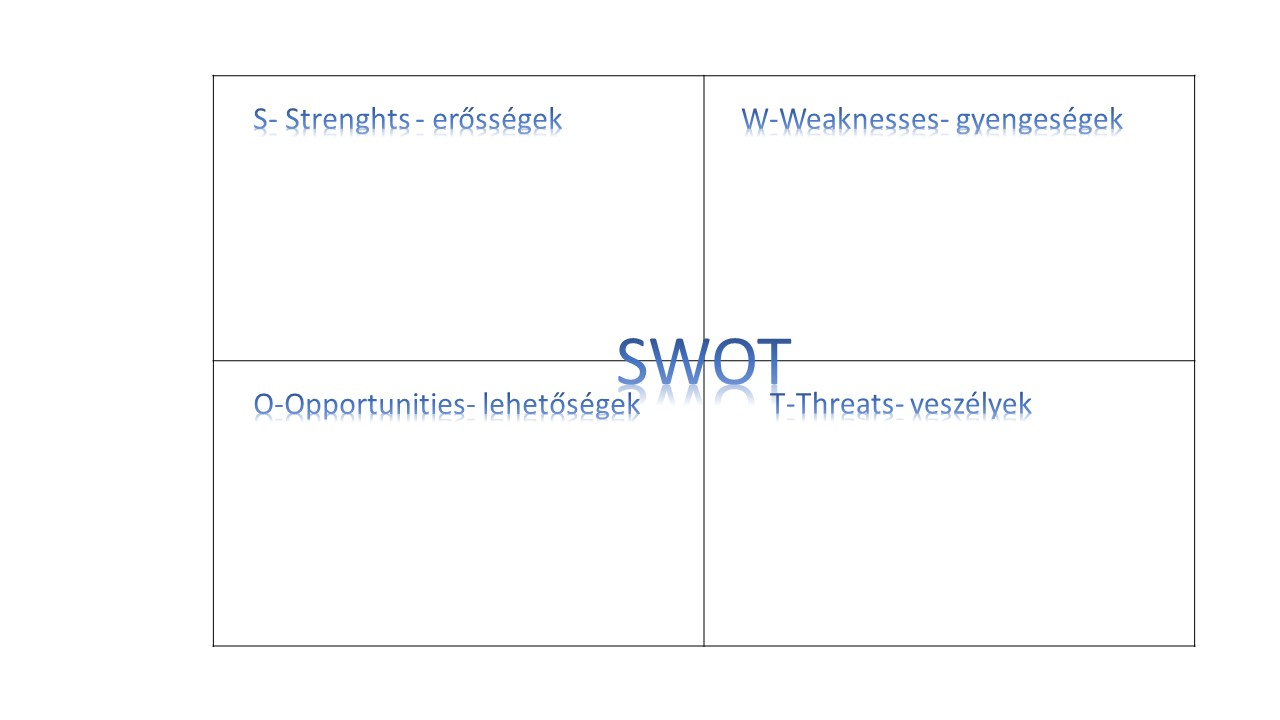 S- Strenghts - erősségek
W-Weaknesses- gyengeségek
SWOT
O-Opportunities- lehetőségek
T-Threats- veszélyek